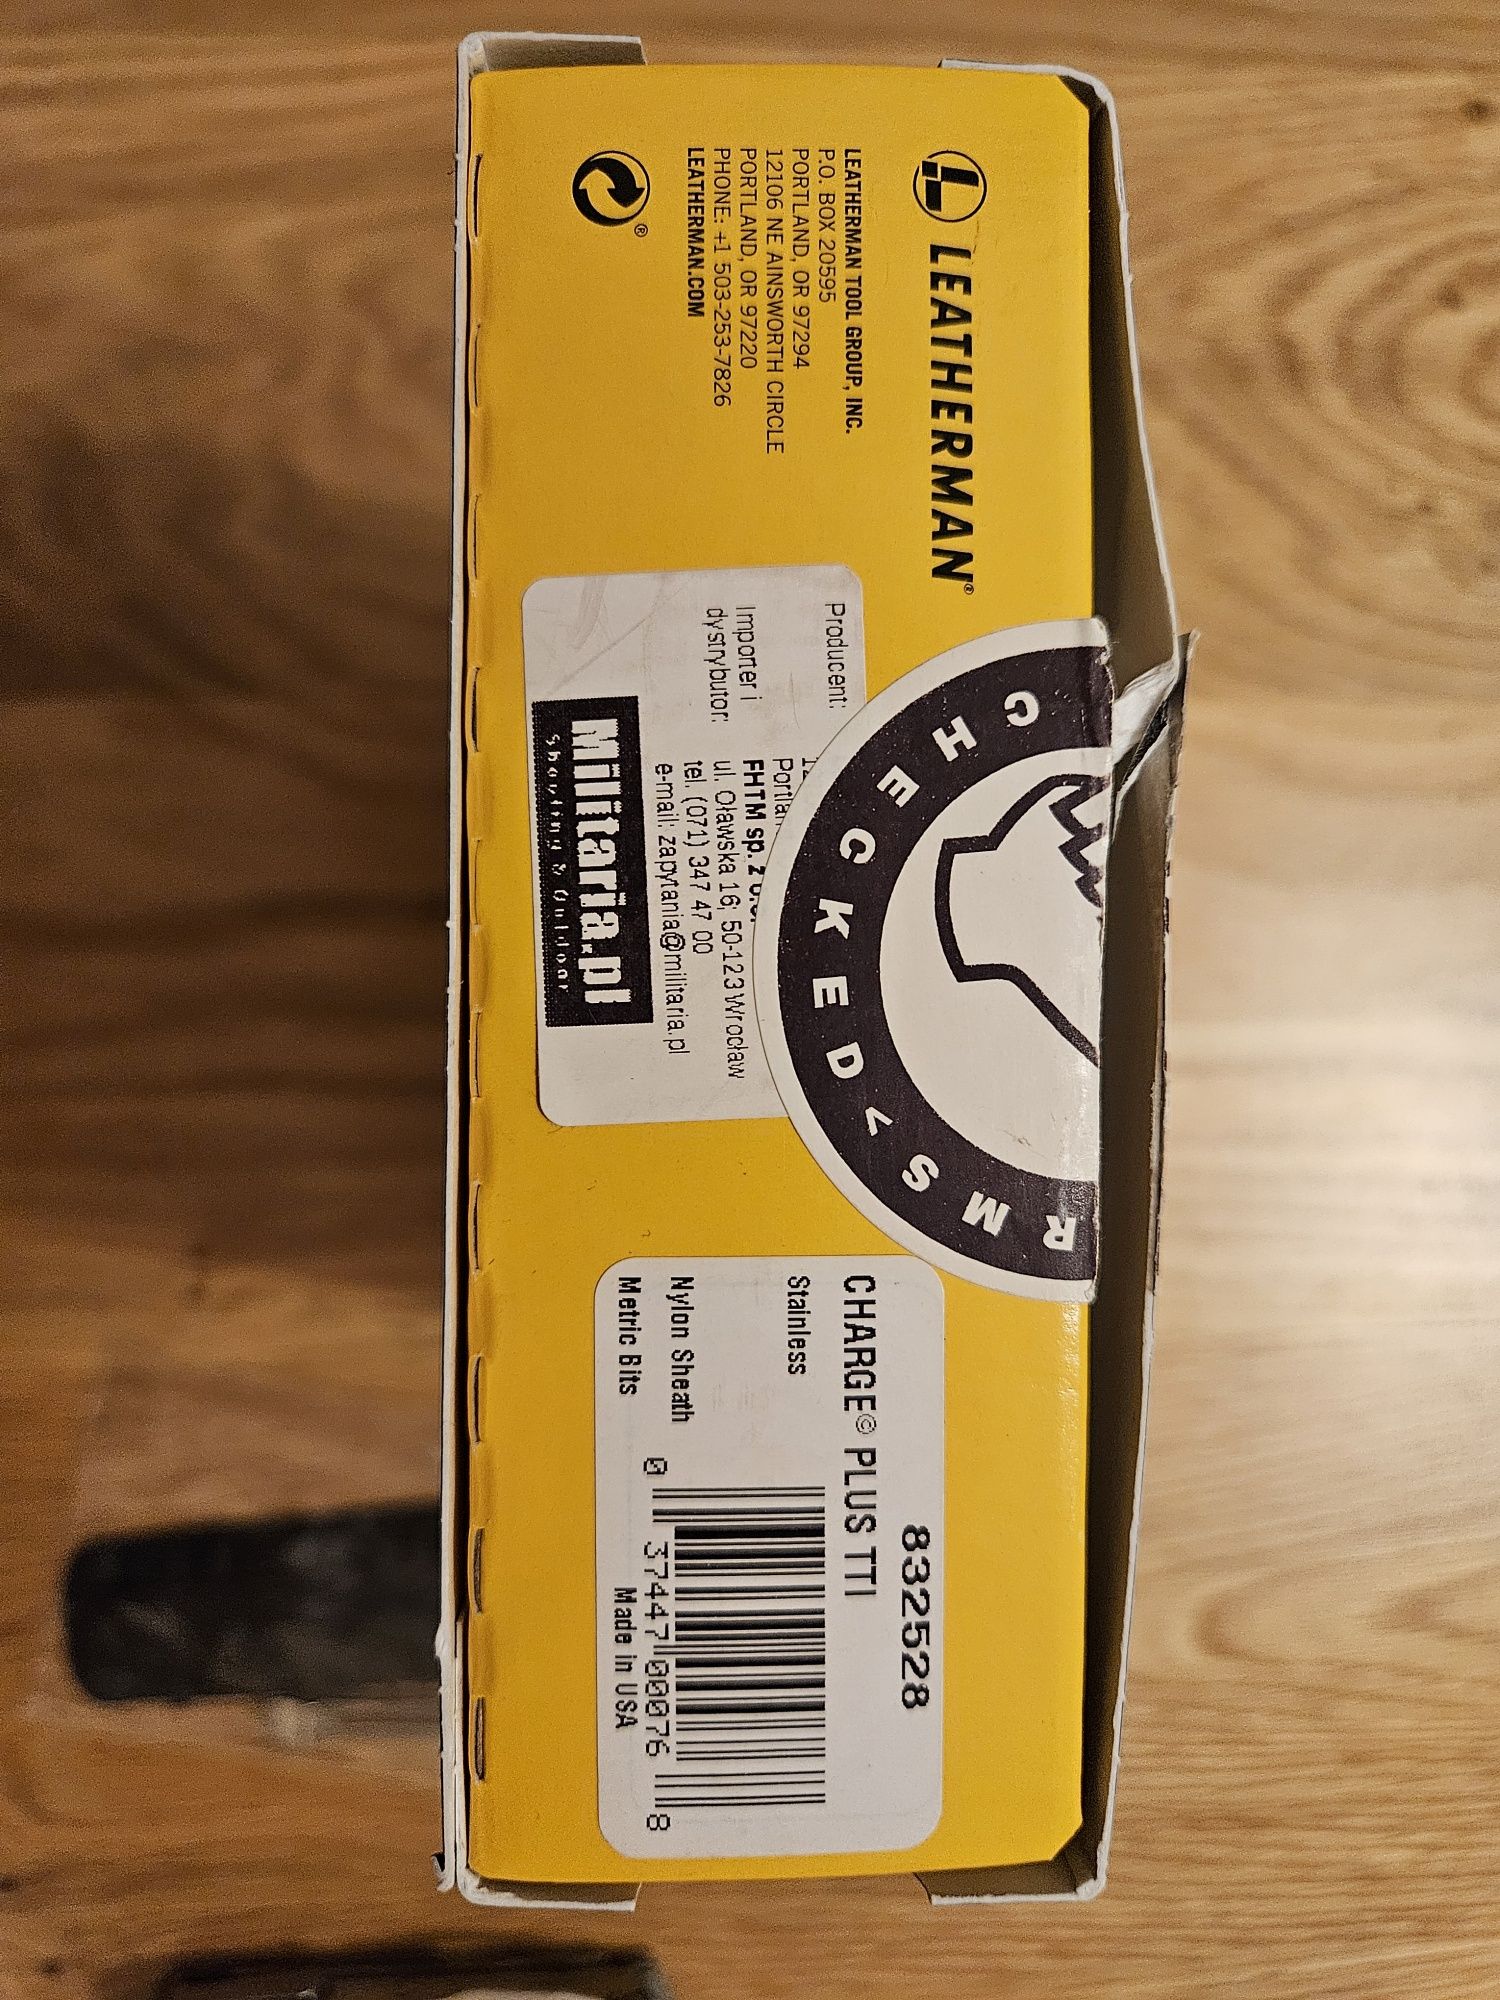 LEATHERMAN®
LEATHERMAN TOOL GROUP, INC.
P.O. BOX 20595
PORTLAND, OR 97294
12106 NE AINSWORTH CIRCLE
PORTLAND, OR 97220
PHONE: +1 503-253-7826
LEATHERMAN.COM
®
Producent:
Importer i
dystrybutor:
FHTM sp. z o.o.
ul. Oławska 16; 50-123 Wrocław
tel. (071) 347 47 00
e-mail: zapytania@militaria.pl
Militaria.pl
Shooting & Outdoor
CHECKED < SMR
832528
CHARGE© PLUS TTI
Stainless
Nylon Sheath
Metric Bits
0 37447 00076 8
Made in USA